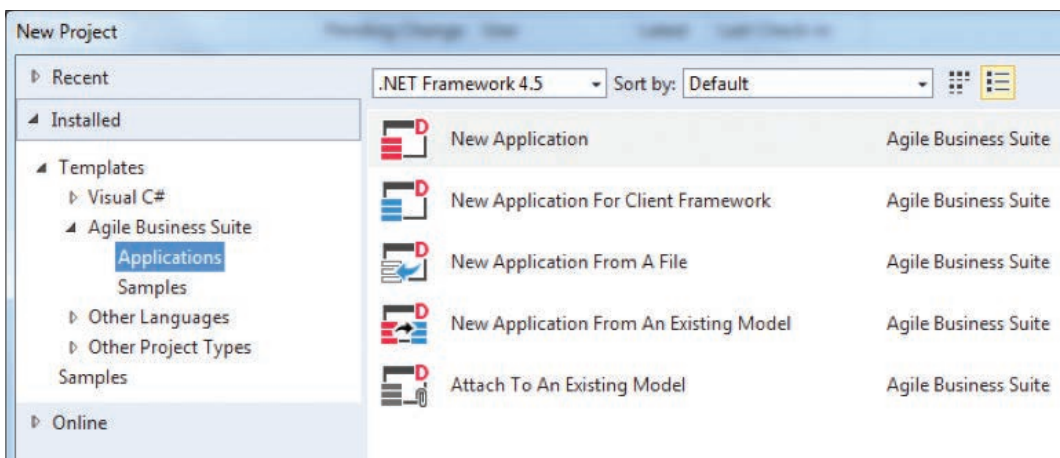 New Project
Recent
Installed
Templates
Visual C#
Agile Business Suite
Applications
Samples
Other Languages
Other Project Types
Samples
Online
.NET Framework 4.5 Sort by: Default
New Application Agile Business Suite
New Application For Client Framework Agile Business Suite
New Application From A File Agile Business Suite
New Application From An Existing Model Agile Business Suite
Attach To An Existing Model Agile Business Suite